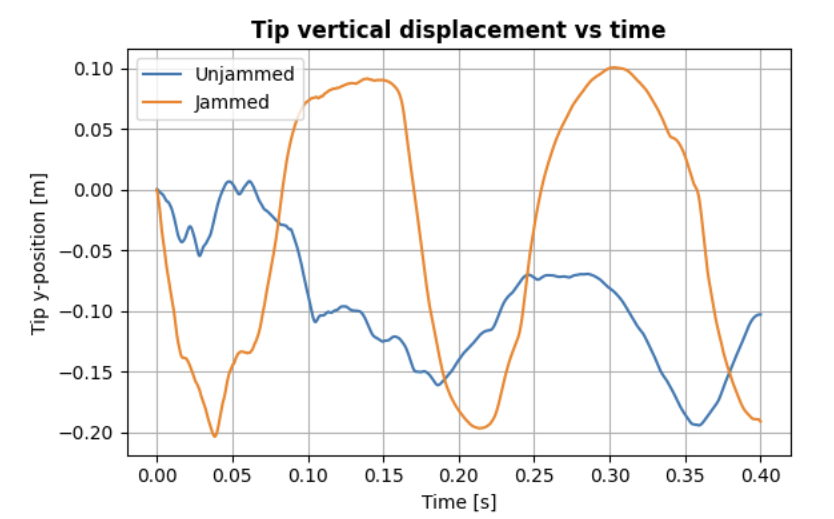 Tip vertical displacement vs time
Unjammed
Jammed
Tip y-position [m]
0.10
0.05
0.00
−0.05
−0.10
−0.15
−0.20
0.00 0.05 0.10 0.15 0.20 0.25 0.30 0.35 0.40
Time [s]